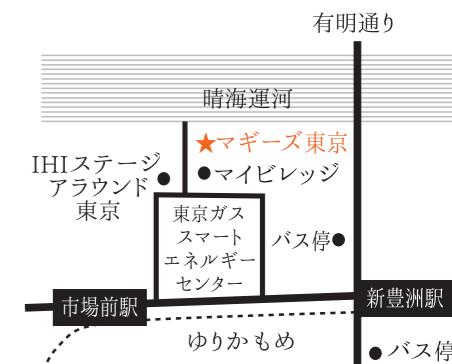 有明通り
晴海運河
★マギーズ東京
IHIステージ
アラウンド
東京
●マイビレッジ
東京ガス
スマート
エネルギー
センター
バス停●
市場前駅
新豊洲駅
ゆりかもめ
●バス停